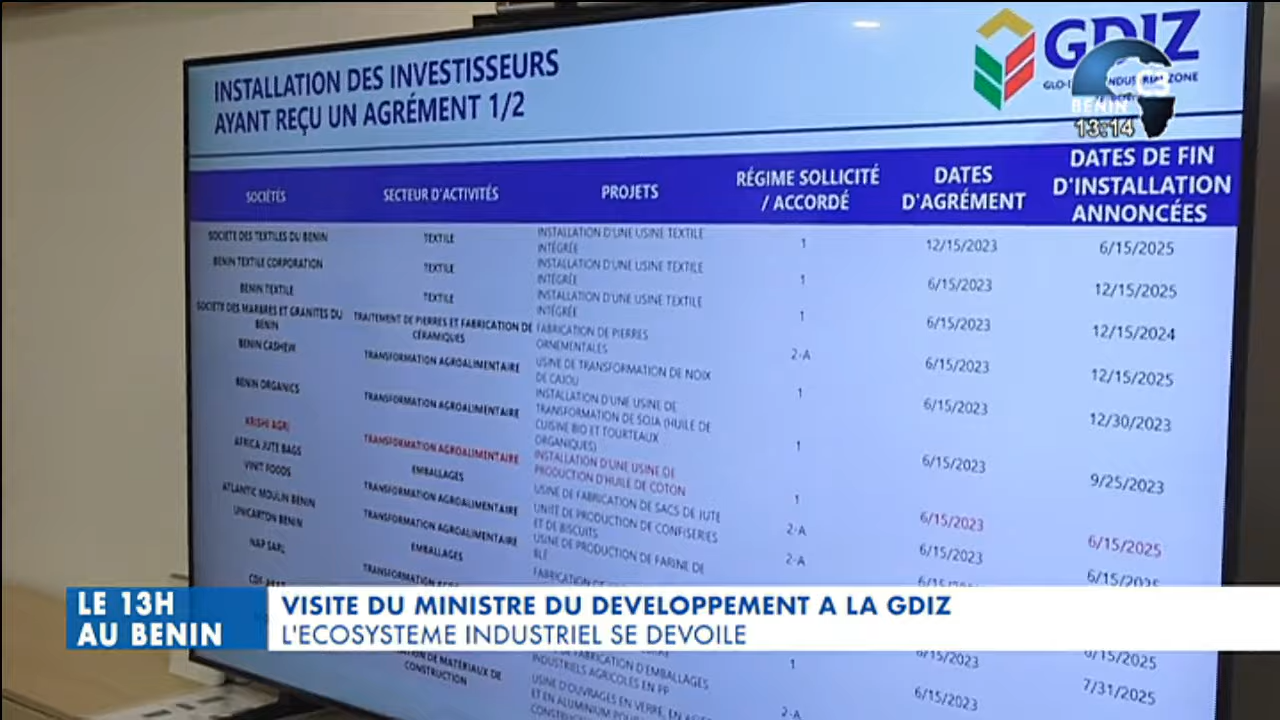 INSTALLATION DES INVESTISSEURS
AYANT REÇU UN AGRÉMENT 1/2
GDIZ
BENIN
13:14
SOCIÉTÉS
SECTEUR D'ACTIVITÉS
PROJETS
RÉGIME SOLLICITÉ
/ ACCORDÉ
DATES
D'AGRÉMENT
DATES DE FIN
D'INSTALLATION
ANNONCÉES
SOCIETE DES TEXTILES DU BENIN
TEXTILE
INSTALLATION D'UNE USINE TEXTILE
INTÉGRÉE
1
12/15/2023
6/15/2025
BENIN TEXTILE CORPORATION
TEXTILE
INSTALLATION D'UNE USINE TEXTILE
INTÉGRÉE
1
6/15/2023
12/15/2025
BENIN TEXTILE
TEXTILE
INSTALLATION D'UNE USINE TEXTILE
INTÉGRÉE
1
6/15/2023
12/15/2024
SOCIETE DES MARBRES ET GRANITES DU
BENIN
TRAITEMENT DE PIERRES ET FABRICATION DE
CÉRAMIQUES
FABRICATION DE PIERRES
ORNEMENTALES
2-A
6/15/2023
12/15/2025
BENIN CASHEW
TRANSFORMATION AGROALIMENTAIRE
USINE DE TRANSFORMATION DE NOIX
DE CAJOU
1
6/15/2023
12/30/2023
BENIN ORGANICS
TRANSFORMATION AGROALIMENTAIRE
INSTALLATION D'UNE USINE DE
TRANSFORMATION DE SOJA (HUILE DE
CUISINE BIO ET TOURTEAUX
ORGANIQUES)
1
6/15/2023
9/25/2023
KRISHI AGRI
TRANSFORMATION AGROALIMENTAIRE
INSTALLATION D'UNE USINE DE
PRODUCTION D'HUILE DE COTON
1
6/15/2023
6/15/2025
AFRICA JUTE BAGS
EMBALLAGES
USINE DE FABRICATION DE SACS DE JUTE
2-A
6/15/2023
6/15/2025
VINIT FOODS
TRANSFORMATION AGROALIMENTAIRE
UNITÉ DE PRODUCTION DE CONFISERIES
ET DE BISCUITS
2-A
ATLANTIC MOULIN BENIN
TRANSFORMATION AGROALIMENTAIRE
USINE DE PRODUCTION DE FARINE DE
BLÉ
UNICARTON BENIN
EMBALLAGES
FABRICATION
NAP SARL
LE 13H
AU BENIN
VISITE DU MINISTRE DU DEVELOPPEMENT A LA GDIZ
L'ECOSYSTEME INDUSTRIEL SE DEVOILE
DE MATÉRIAUX DE
CONSTRUCTION
FABRICATION D'EMBALLAGES
INDUSTRIELS AGRICOLES EN PP
1
6/15/2023
6/15/2025
USINE D'OUVRAGES EN VERRE, EN
ET EN ALUMINIUM POUR
2-A
6/15/2023
7/31/2025